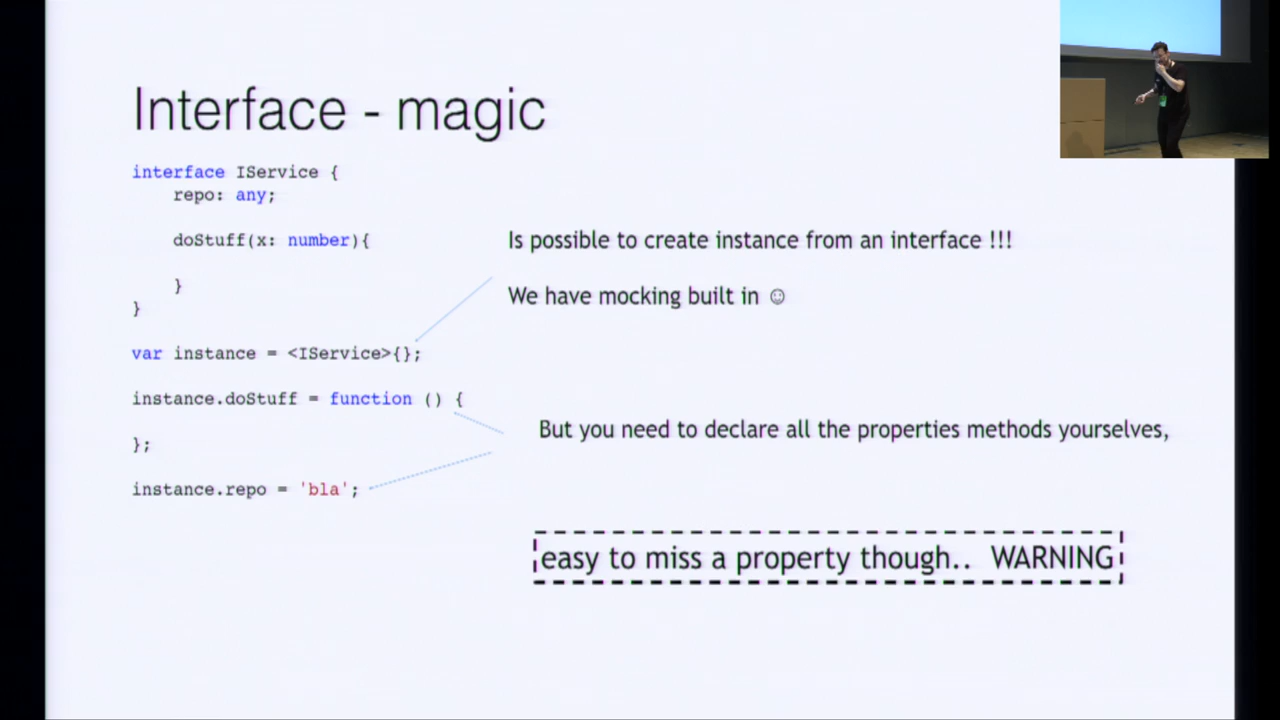 Interface - magic
interface IService {
repo: any;
doStuff(x: number){
}
}
var instance = <IService>{};
instance.doStuff = function () {
};
instance.repo = 'bla';
Is possible to create instance from an interface !!!
We have mocking built in ☺
But you need to declare all the properties methods yourselves,
easy to miss a property though.. WARNING